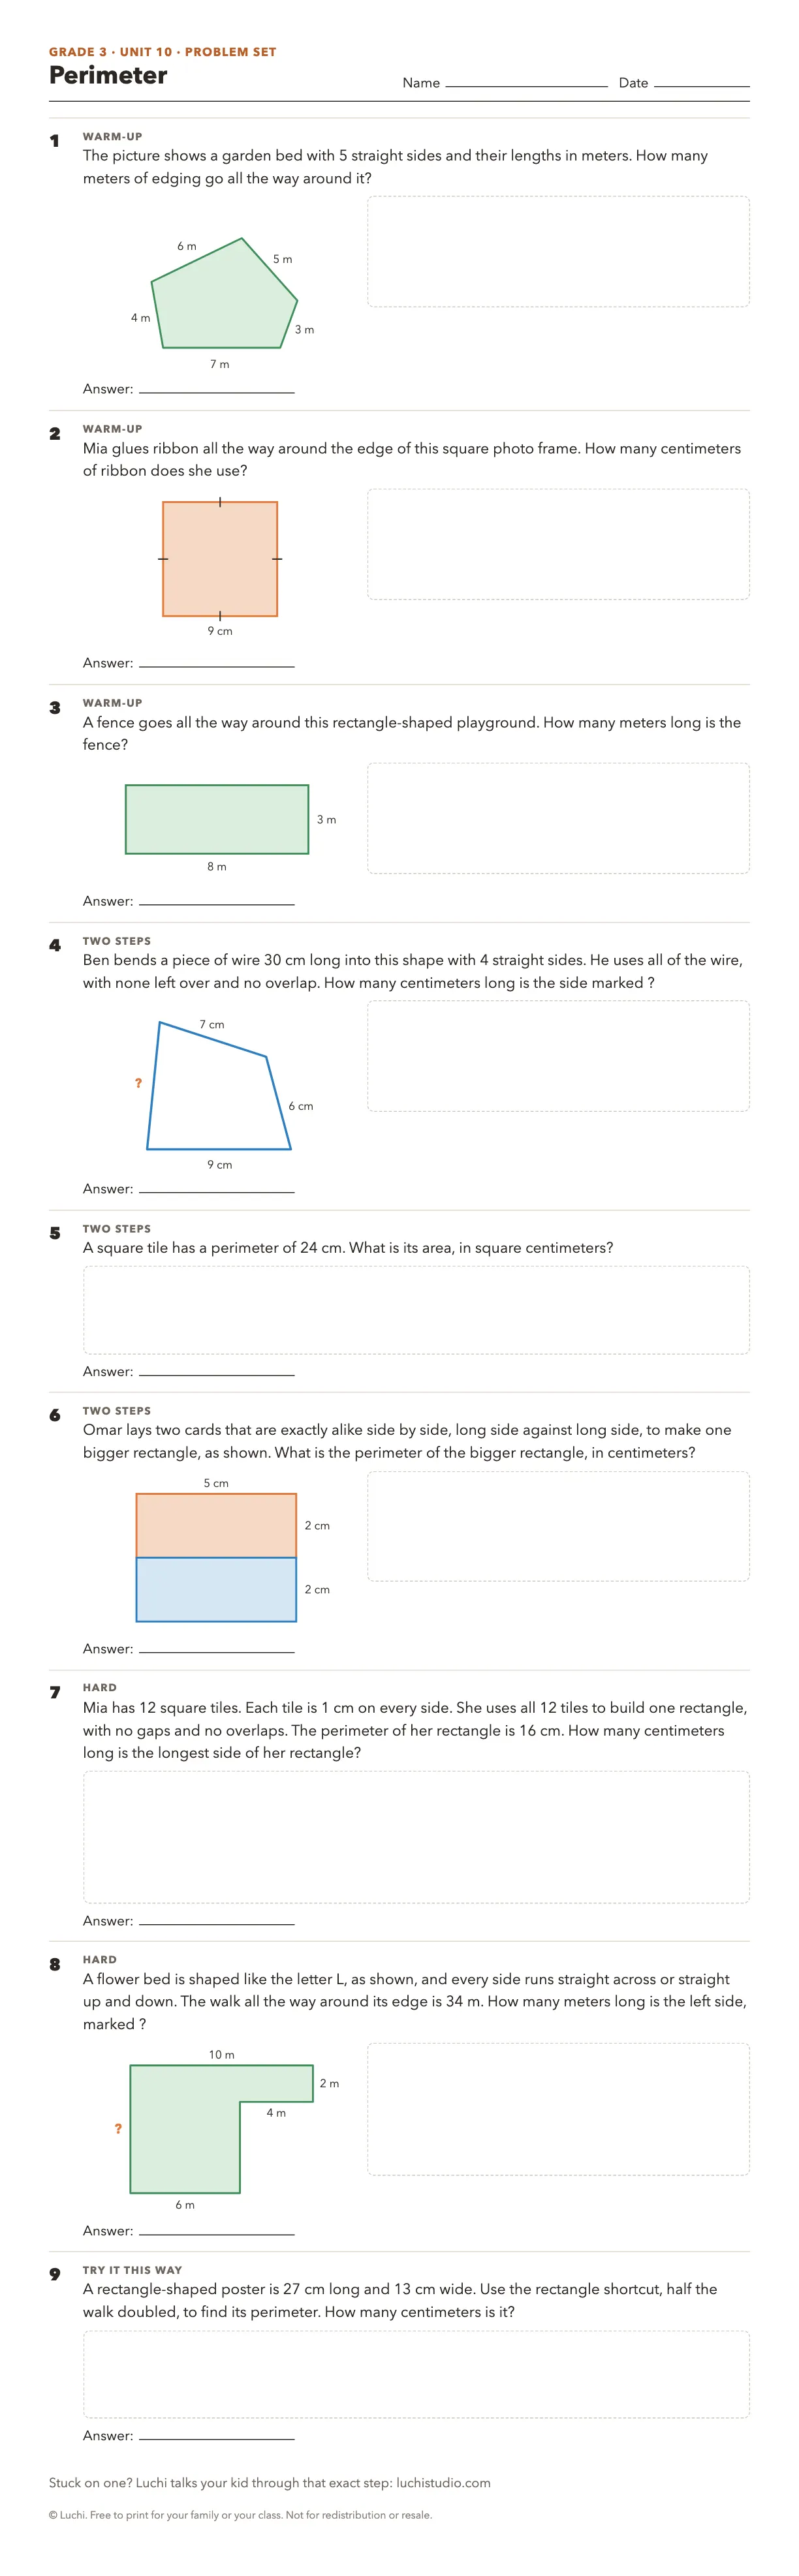 GRADE 3 · UNIT 10 · PROBLEM SET
Perimeter
Name
Date
1
WARM-UP
The picture shows a garden bed with 5 straight sides and their lengths in meters. How many
meters of edging go all the way around it?
6 m
5 m
4 m
3 m
7 m
Answer:
2
WARM-UP
Mia glues ribbon all the way around the edge of this square photo frame. How many centimeters
of ribbon does she use?
9 cm
Answer:
3
WARM-UP
A fence goes all the way around this rectangle-shaped playground. How many meters long is the
fence?
3 m
8 m
Answer:
4
TWO STEPS
Ben bends a piece of wire 30 cm long into this shape with 4 straight sides. He uses all of the wire,
with none left over and no overlap. How many centimeters long is the side marked ?
7 cm
?
6 cm
9 cm
Answer:
5
TWO STEPS
A square tile has a perimeter of 24 cm. What is its area, in square centimeters?
Answer:
6
TWO STEPS
Omar lays two cards that are exactly alike side by side, long side against long side, to make one
bigger rectangle, as shown. What is the perimeter of the bigger rectangle, in centimeters?
5 cm
2 cm
2 cm
Answer:
7
HARD
Mia has 12 square tiles. Each tile is 1 cm on every side. She uses all 12 tiles to build one rectangle,
with no gaps and no overlaps. The perimeter of her rectangle is 16 cm. How many centimeters
long is the longest side of her rectangle?
Answer:
8
HARD
A flower bed is shaped like the letter L, as shown, and every side runs straight across or straight
up and down. The walk all the way around its edge is 34 m. How many meters long is the left side,
marked ?
10 m
2 m
4 m
?
6 m
Answer:
9
TRY IT THIS WAY
A rectangle-shaped poster is 27 cm long and 13 cm wide. Use the rectangle shortcut, half the
walk doubled, to find its perimeter. How many centimeters is it?
Answer:
Stuck on one? Luchi talks your kid through that exact step: luchistudio.com
© Luchi. Free to print for your family or your class. Not for redistribution or resale.